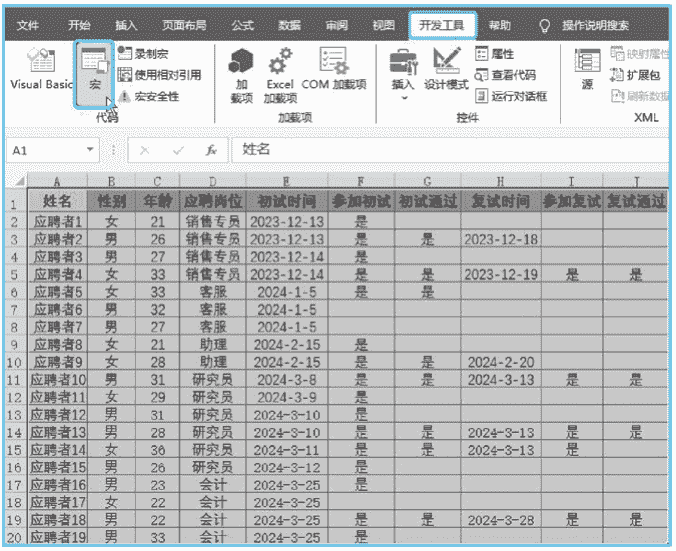 文件 开始 插入 页面布局 公式 数据 审阅 视图 开发工具 帮助 操作说明搜索
Visual Basic 宏 录制宏 使用相对引用 宏安全性 代码
加载项 Excel 加载项 COM 加载项 加载项
插入 设计模式 属性 查看代码 运行对话框 控件
源 映射属性 扩展包 刷新数据 XML
A1 fx 姓名
A B C D E F G H I J
1 姓名 性别 年龄 应聘岗位 初试时间 参加初试 初试通过 复试时间 参加复试 复试通过
2 应聘者1 女 21 销售专员 2023-12-13 是
3 应聘者2 男 26 销售专员 2023-12-13 是 是 2023-12-18
4 应聘者3 男 27 销售专员 2023-12-14 是
5 应聘者4 女 33 销售专员 2023-12-14 是 是 2023-12-19 是 是
6 应聘者5 女 33 客服 2024-1-5 是 是
7 应聘者6 男 32 客服 2024-1-5
8 应聘者7 男 27 客服 2024-1-5
9 应聘者8 女 21 助理 2024-2-15 是
10 应聘者9 女 28 助理 2024-2-15 是 是 2024-2-20
11 应聘者10 男 31 研究员 2024-3-8 是 是 2024-3-13 是 是
12 应聘者11 女 29 研究员 2024-3-9 是
13 应聘者12 男 31 研究员 2024-3-10 是
14 应聘者13 男 28 研究员 2024-3-10 是 是 2024-3-13 是 是
15 应聘者14 女 36 研究员 2024-3-11 是 是 2024-3-13 是
16 应聘者15 男 26 研究员 2024-3-12 是
17 应聘者16 男 23 会计 2024-3-25 是
18 应聘者17 女 22 会计 2024-3-25
19 应聘者18 男 22 会计 2024-3-25 是 是 2024-3-28 是 是
20 应聘者19 男 33 会计 2024-3-25 是